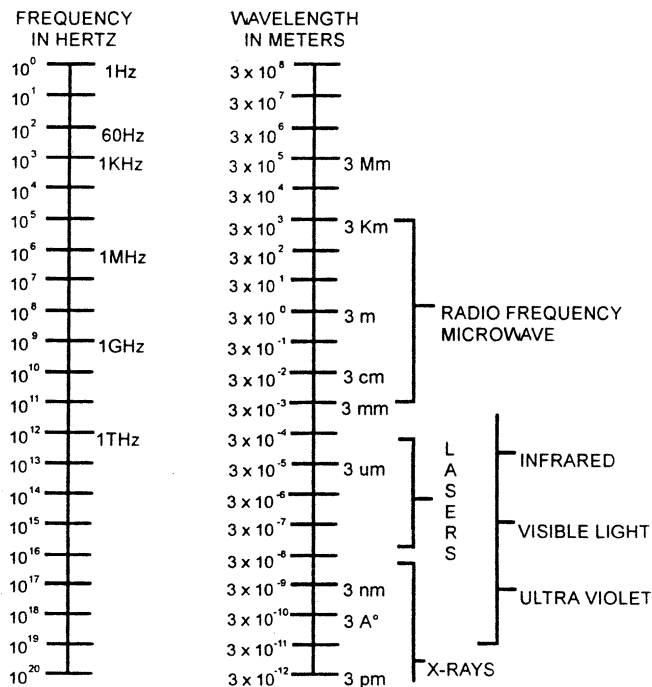 FREQUENCY
IN HERTZ
WAVELENGTH
IN METERS
10⁰ 1Hz 3 x 10⁸
10¹ 3 x 10⁷
10² 60Hz 3 x 10⁶
10³ 1KHz 3 x 10⁵ 3 Mm
10⁴ 3 x 10⁴
10⁵ 3 x 10³ 3 Km
10⁶ 1MHz 3 x 10²
10⁷ 3 x 10¹
10⁸ 3 x 10⁰ 3 m
RADIO FREQUENCY
MICROWAVE
10⁹ 1GHz 3 x 10⁻¹
10¹⁰ 3 x 10⁻² 3 cm
10¹¹ 3 x 10⁻³ 3 mm
10¹² 1THz 3 x 10⁻⁴
10¹³ 3 x 10⁻⁵ 3 um
10¹⁴ 3 x 10⁻⁶
10¹⁵ 3 x 10⁻⁷
10¹⁶ 3 x 10⁻⁸
10¹⁷ 3 x 10⁻⁹ 3 nm
10¹⁸ 3 x 10⁻¹⁰ 3 A°
10¹⁹ 3 x 10⁻¹¹
10²⁰ 3 x 10⁻¹² 3 pm
L
A
S
E
R
S
INFRARED
VISIBLE LIGHT
ULTRA VIOLET
X-RAYS